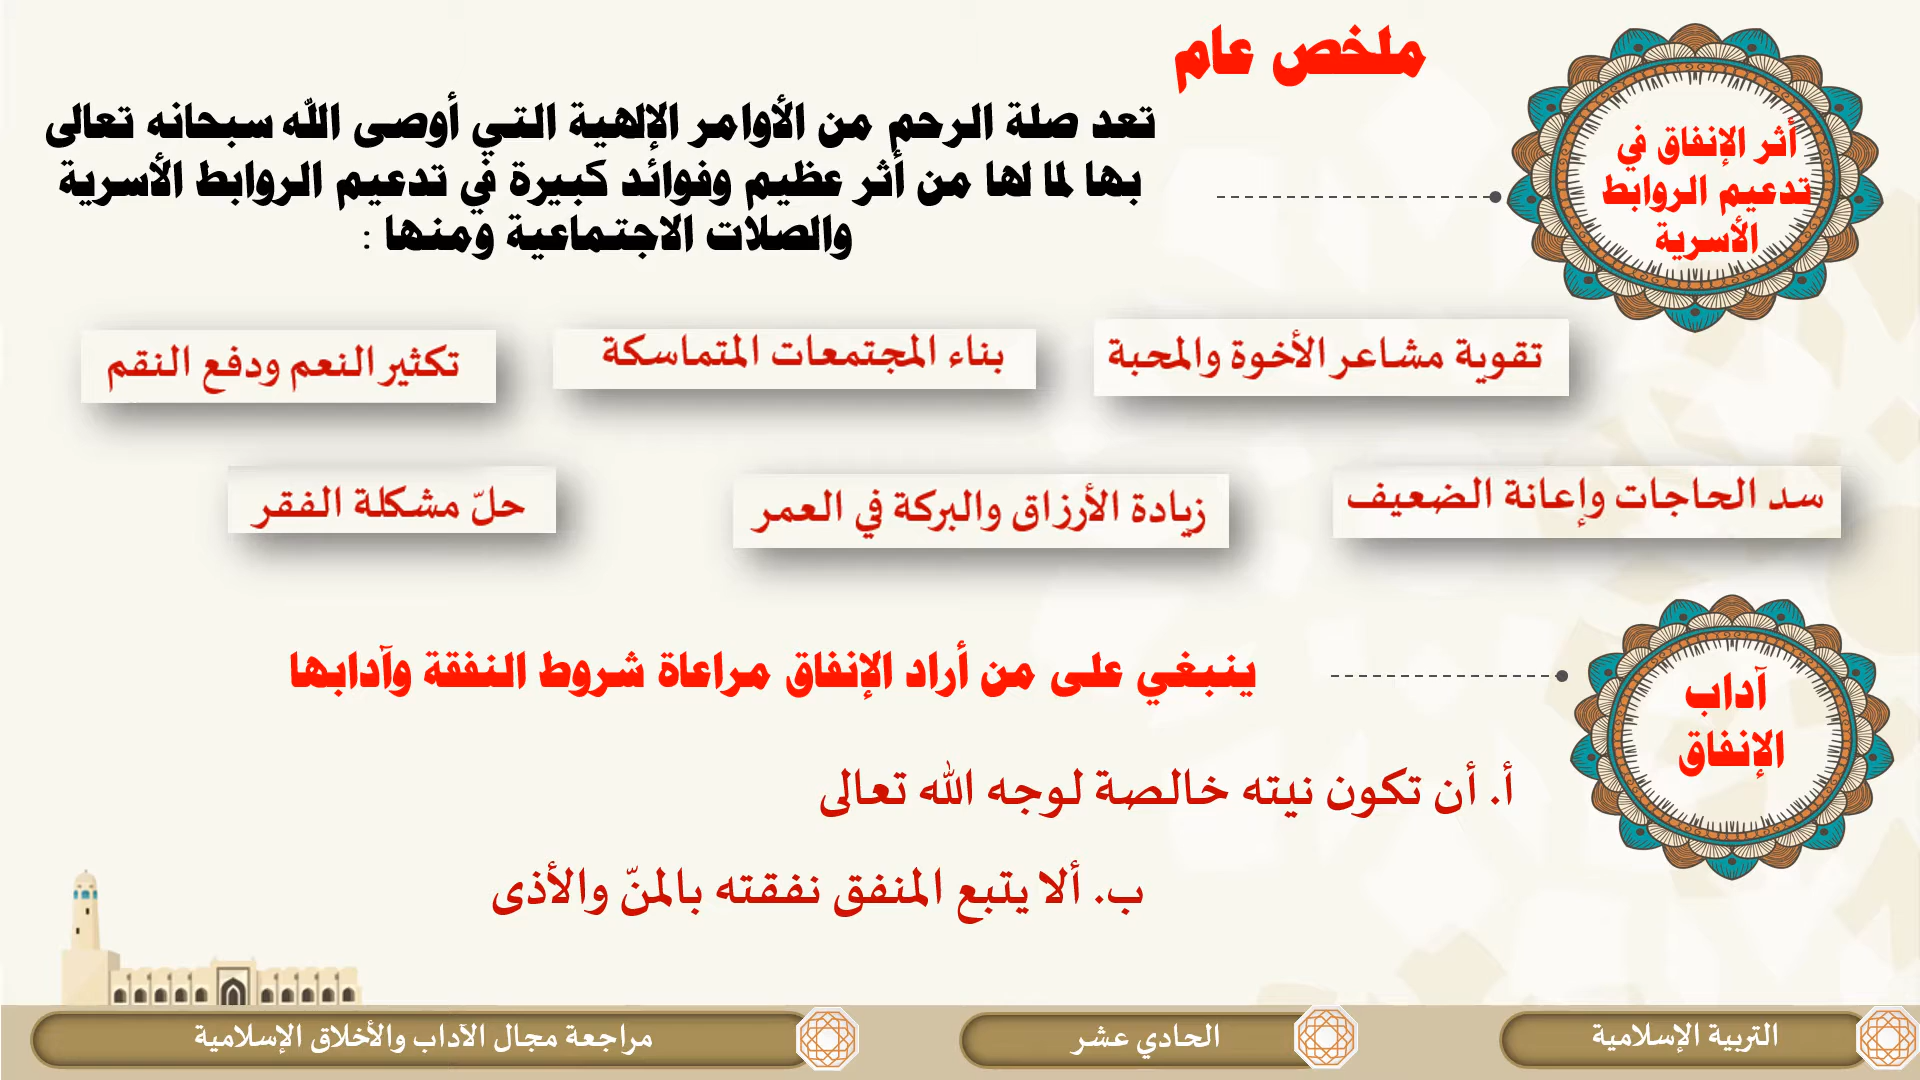 ملخص عام
أثر الإنفاق في
تدعيم الروابط
الأسرية
تعد صلة الرحم من الأوامر الإلهية التي أوصى الله سبحانه تعالى
بها لما لها من أثر عظيم وفوائد كبيرة في تدعيم الروابط الأسرية
والصلات الاجتماعية ومنها :
تقوية مشاعر الأخوة والمحبة
بناء المجتمعات المتماسكة
تكثير النعم ودفع النقم
سد الحاجات وإعانة الضعيف
زيادة الأرزاق والبركة في العمر
حلّ مشكلة الفقر
آداب
الإنفاق
ينبغي على من أراد الإنفاق مراعاة شروط النفقة وآدابها
أ. أن تكون نيته خالصة لوجه الله تعالى
ب. ألا يتبع المنفق نفقته بالمنّ والأذى
التربية الإسلامية
الحادي عشر
مراجعة مجال الآداب والأخلاق الإسلامية